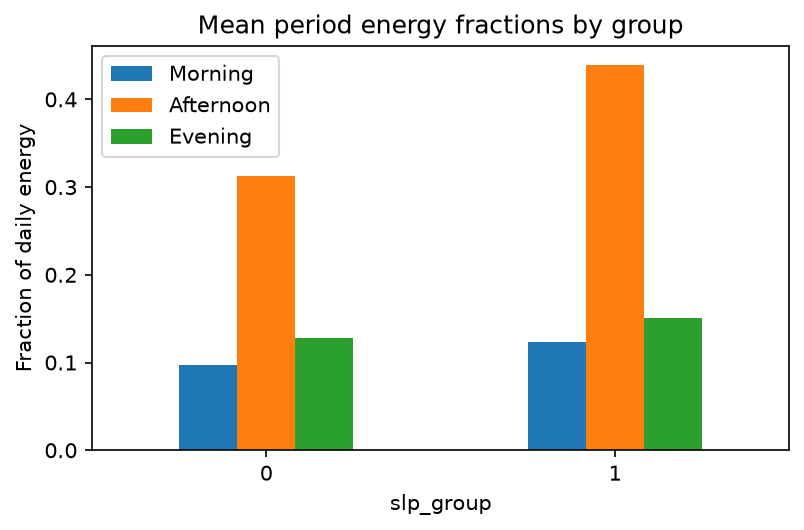 Mean period energy fractions by group
Morning
Afternoon
Evening
Fraction of daily energy
0.4
0.3
0.2
0.1
0.0
0 1
slp_group